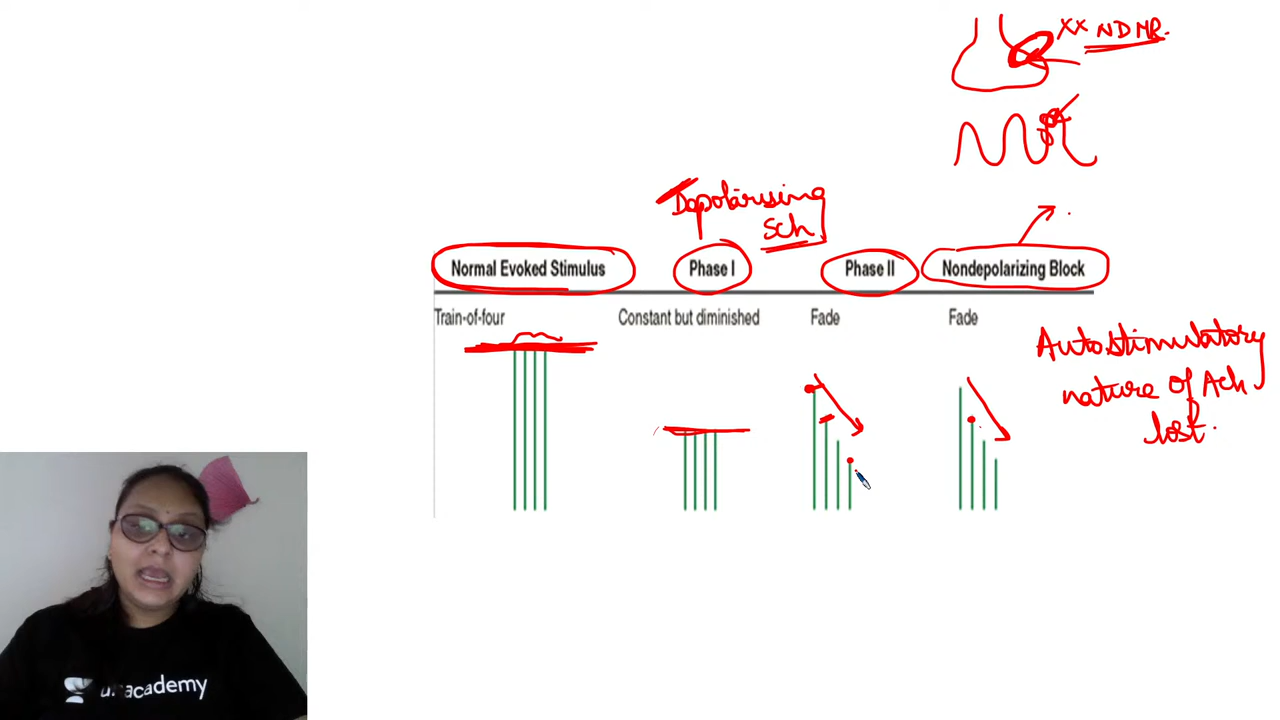 XX NDMR.
Depolarising
Sch
Normal Evoked Stimulus
Phase I
Phase II
Nondepolarizing Block
Train-of-four
Constant but diminished
Fade
Fade
Autostimulatory
nature of Ach
lost.
unacademy